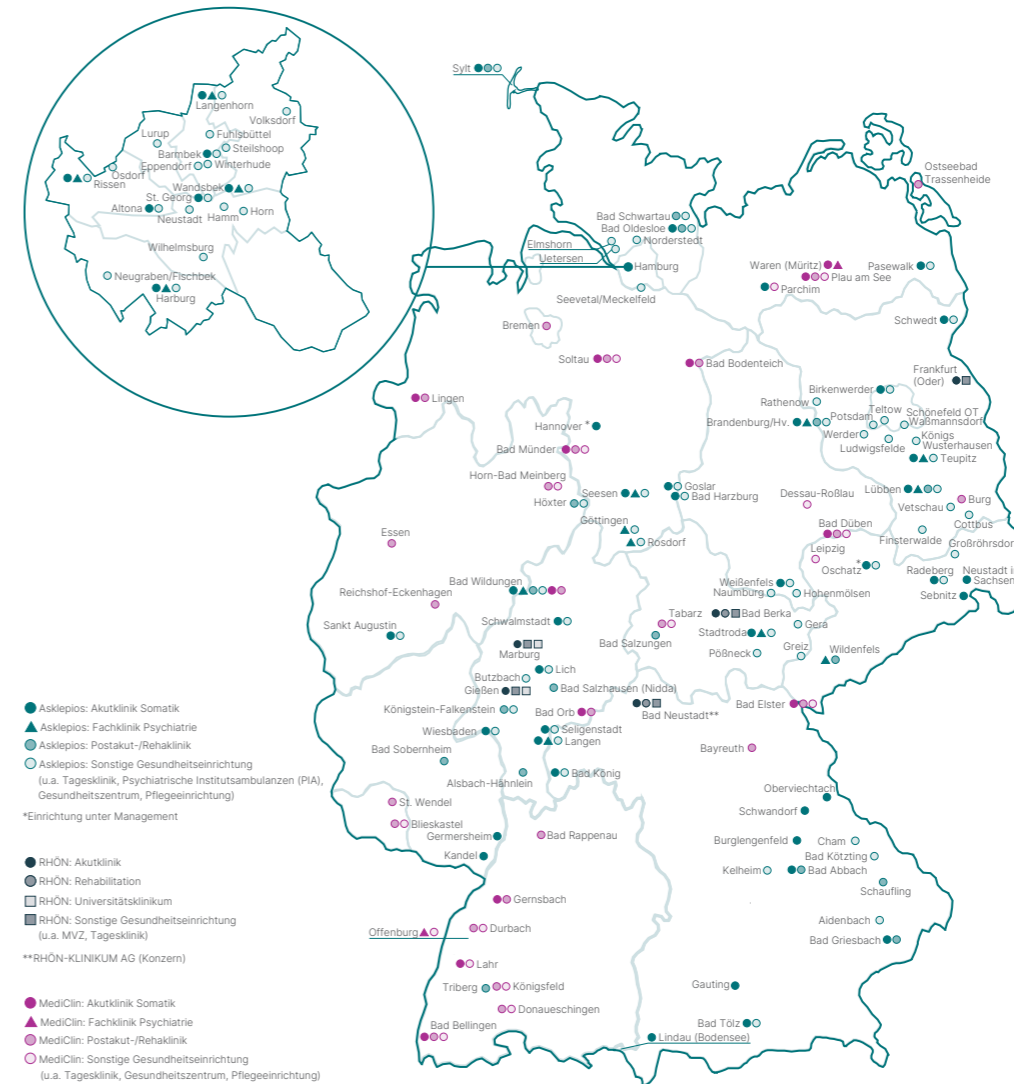 Sylt
Langenhorn
Volksdorf
Lurup
Fuhlsbüttel
Steilshoop
Barmbek
Eppendorf
Winterhude
Osdorf
Rissen
Wandsbek
St. Georg
Altona
Neustadt
Hamm
Horn
Wilhelmsburg
Neugraben/Fischbek
Harburg
Ostseebad
Trassenheide
Bad Schwartau
Bad Oldesloe
Norderstedt
Elmshorn
Uetersen
Hamburg
Seevetal/Meckelfeld
Waren (Müritz)
Plau am See
Parchim
Pasewalk
Schwedt
Bremen
Soltau
Bad Bodenteich
Frankfurt
(Oder)
Lingen
Birkenwerder
Rathenow
Teltow
Potsdam
Schönefeld OT
Waßmannsdorf
Brandenburg/Hv.
Werder
Königs
Wusterhausen
Ludwigsfelde
Teupitz
Hannover *
Bad Münder
Horn-Bad Meinberg
Höxter
Seesen
Goslar
Bad Harzburg
Dessau-Roßlau
Lübben
Burg
Vetschau
Cottbus
Göttingen
Rosdorf
Bad Düben
Finsterwalde
Großröhrsdorf
Leipzig
*
Oschatz
Radeberg
Neustadt in
Sachsen
Sebnitz
Essen
Reichshof-Eckenhagen
Bad Wildungen
Weißenfels
Naumburg
Hohenmölsen
Sankt Augustin
Schwalmstadt
Tabarz
Bad Berka
Bad Salzungen
Stadtroda
Gera
Pößneck
Greiz
Wildenfels
Marburg
Butzbach
Lich
Gießen
Bad Salzhausen (Nidda)
Königstein-Falkenstein
Bad Orb
Bad Neustadt**
Bad Elster
Wiesbaden
Seligenstadt
Langen
Bad Sobernheim
Alsbach-Hähnlein
Bad König
Bayreuth
Oberviechtach
Schwandorf
St. Wendel
Blieskastel
Germersheim
Kandel
Bad Rappenau
Burglengenfeld
Cham
Bad Kötzting
Kelheim
Bad Abbach
Schaufling
Gernsbach
Offenburg
Durbach
Aidenbach
Bad Griesbach
Lahr
Triberg
Königsfeld
Donaueschingen
Bad Bellingen
Gauting
Bad Tölz
Lindau (Bodensee)
Asklepios: Akutklinik Somatik
Asklepios: Fachklinik Psychiatrie
Asklepios: Postakut-/Rehaklinik
Asklepios: Sonstige Gesundheitseinrichtung
(u.a. Tagesklinik, Psychiatrische Institutsambulanzen (PIA),
Gesundheitszentrum, Pflegeeinrichtung)
*Einrichtung unter Management
RHÖN: Akutklinik
RHÖN: Rehabilitation
RHÖN: Universitätsklinikum
RHÖN: Sonstige Gesundheitseinrichtung
(u.a. MVZ, Tagesklinik)
**RHÖN-KLINIKUM AG (Konzern)
MediClin: Akutklinik Somatik
MediClin: Fachklinik Psychiatrie
MediClin: Postakut-/Rehaklinik
MediClin: Sonstige Gesundheitseinrichtung
(u.a. Tagesklinik, Gesundheitszentrum, Pflegeeinrichtung)